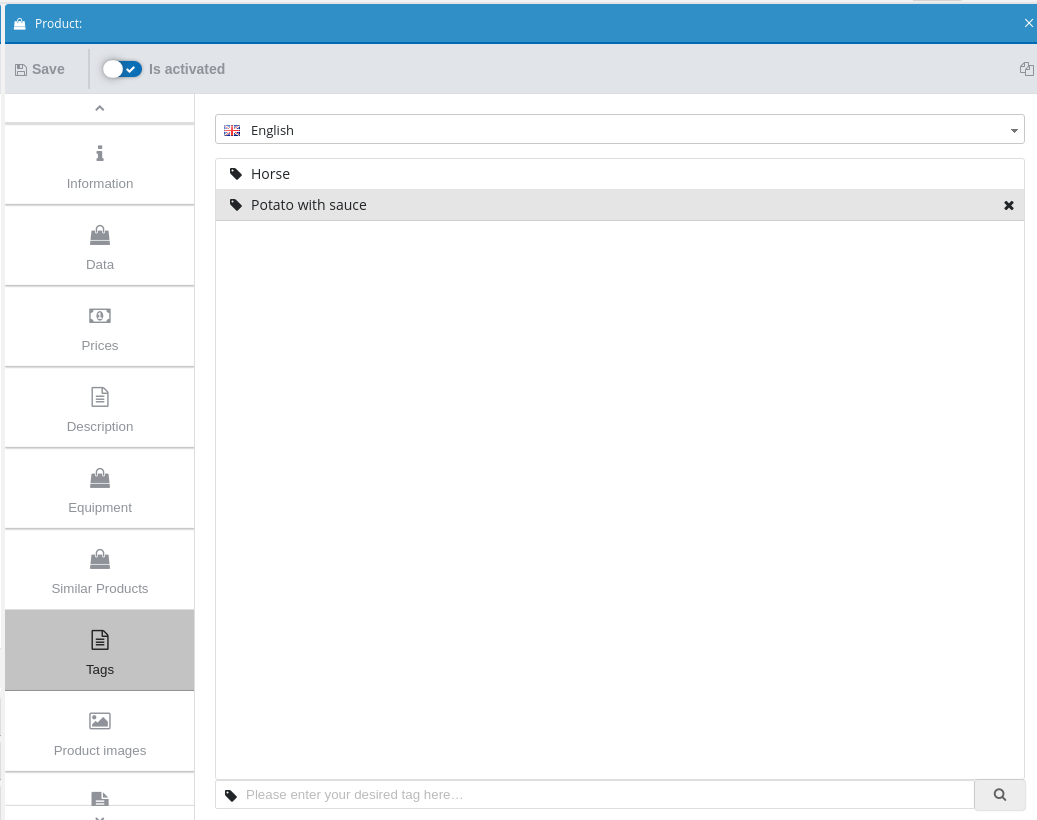 Product:
Save
Is activated
Information
Data
Prices
Description
Equipment
Similar Products
Tags
Product images
English
Horse
Potato with sauce
Please enter your desired tag here...